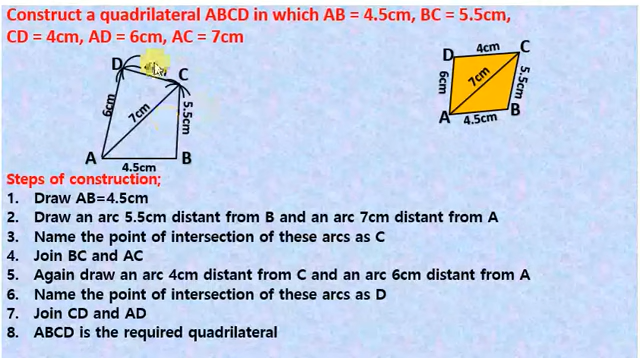 Construct a quadrilateral ABCD in which AB = 4.5cm, BC = 5.5cm,
CD = 4cm, AD = 6cm, AC = 7cm
D
C
6cm
7cm
5.5cm
A
B
4.5cm
D
4cm
C
6cm
7cm
5.5cm
A
4.5cm
B
Steps of construction;
1. Draw AB=4.5cm
2. Draw an arc 5.5cm distant from B and an arc 7cm distant from A
3. Name the point of intersection of these arcs as C
4. Join BC and AC
5. Again draw an arc 4cm distant from C and an arc 6cm distant from A
6. Name the point of intersection of these arcs as D
7. Join CD and AD
8. ABCD is the required quadrilateral